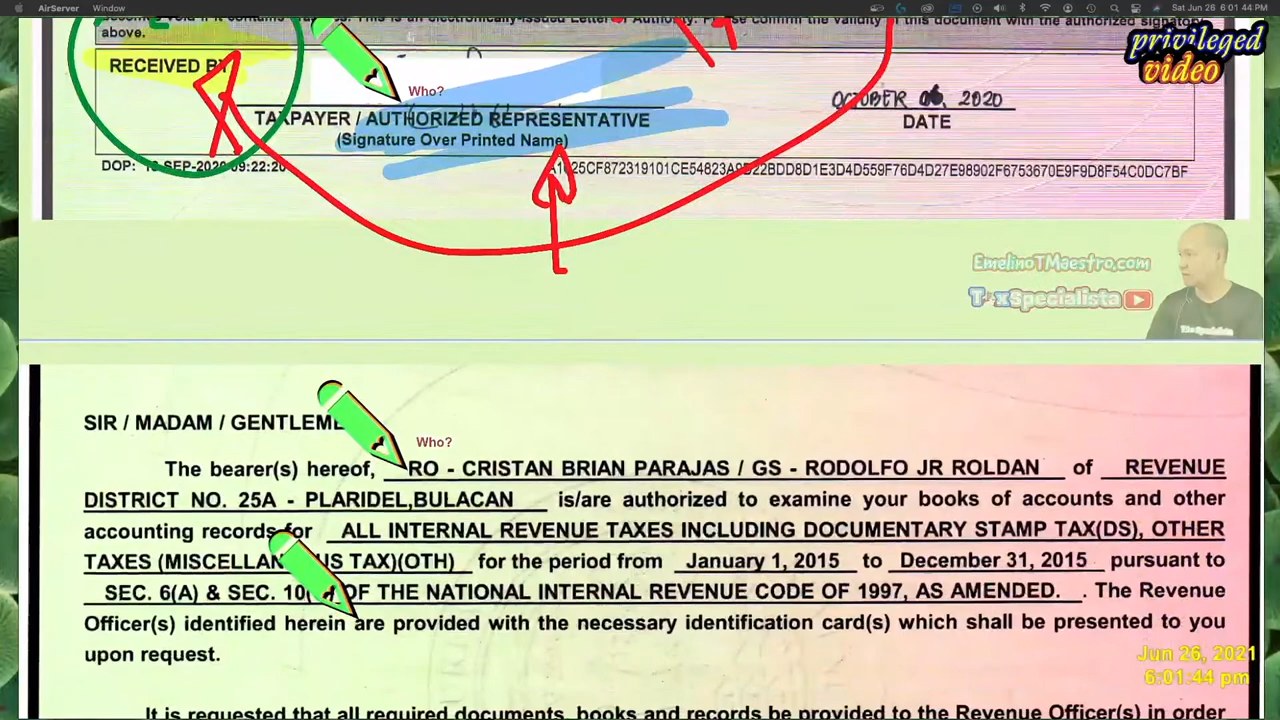 AirServer Window
Sat Jun 26 6:01:44 PM
privileged
video
above.
RECEIVED BY
Who?
OCTOBER 06, 2020
TAXPAYER / AUTHORIZED REPRESENTATIVE
DATE
(Signature Over Printed Name)
EmelinoTMaestro.com
TaxSpecialista
SIR / MADAM /
Who?
The bearer(s) hereof, RO - CRISTAN BRIAN PARAJAS / GS - RODOLFO JR ROLDAN of REVENUE
DISTRICT NO. 25A - PLARIDEL,BULACAN is/are authorized to examine your books of accounts and other
accounting records for ALL INTERNAL REVENUE TAXES INCLUDING DOCUMENTARY STAMP TAX(DS), OTHER
TAXES TAX)(OTH) for the period from January 1, 2015 to December 31, 2015 pursuant to
SEC. 6(A) & SEC. OF THE NATIONAL INTERNAL REVENUE CODE OF 1997, AS AMENDED. . The Revenue
Officer(s) identified herein are provided with the necessary identification card(s) which shall be presented to you
upon request.
Jun 26, 2021
6:01:44 pm
It is requested that all required documents, books and records be provided to the Revenue Officer(s) in order